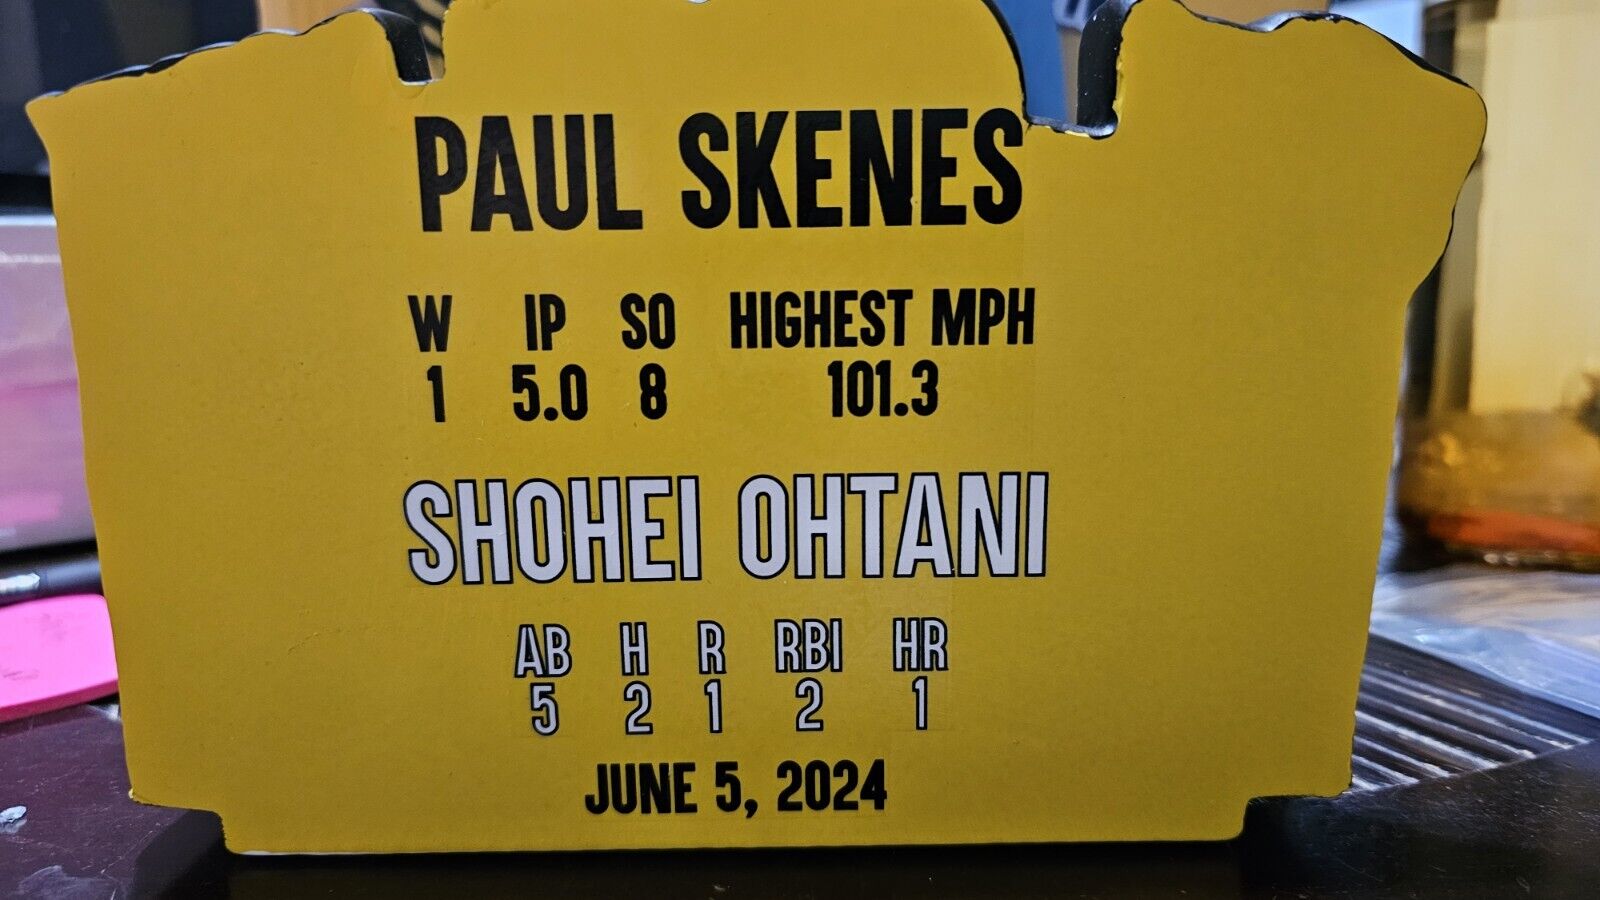 PAUL SKENES
W IP SO HIGHEST MPH
1 5.0 8 101.3
SHOHEI OHTANI
AB H R RBI HR
5 2 1 2 1
JUNE 5, 2024